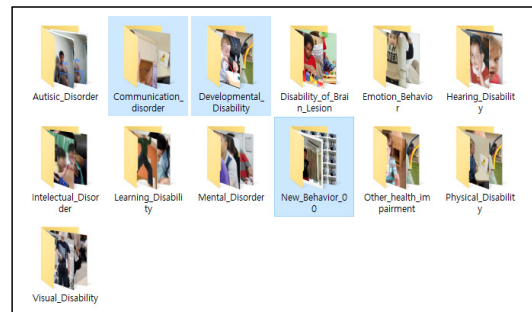 Autisic_Disorder
Communication_
disorder
Developmental_
Disability
Disability_of_Brai
n_Lesion
Emotion_Behavio
r
Hearing_Disabilit
y
Intelectual_Disor
der
Learning_Disabili
ty
Mental_Disorder
New_Behavior_0
0
Other_health_im
pairment
Physical_Disabilit
y
Visual_Disability